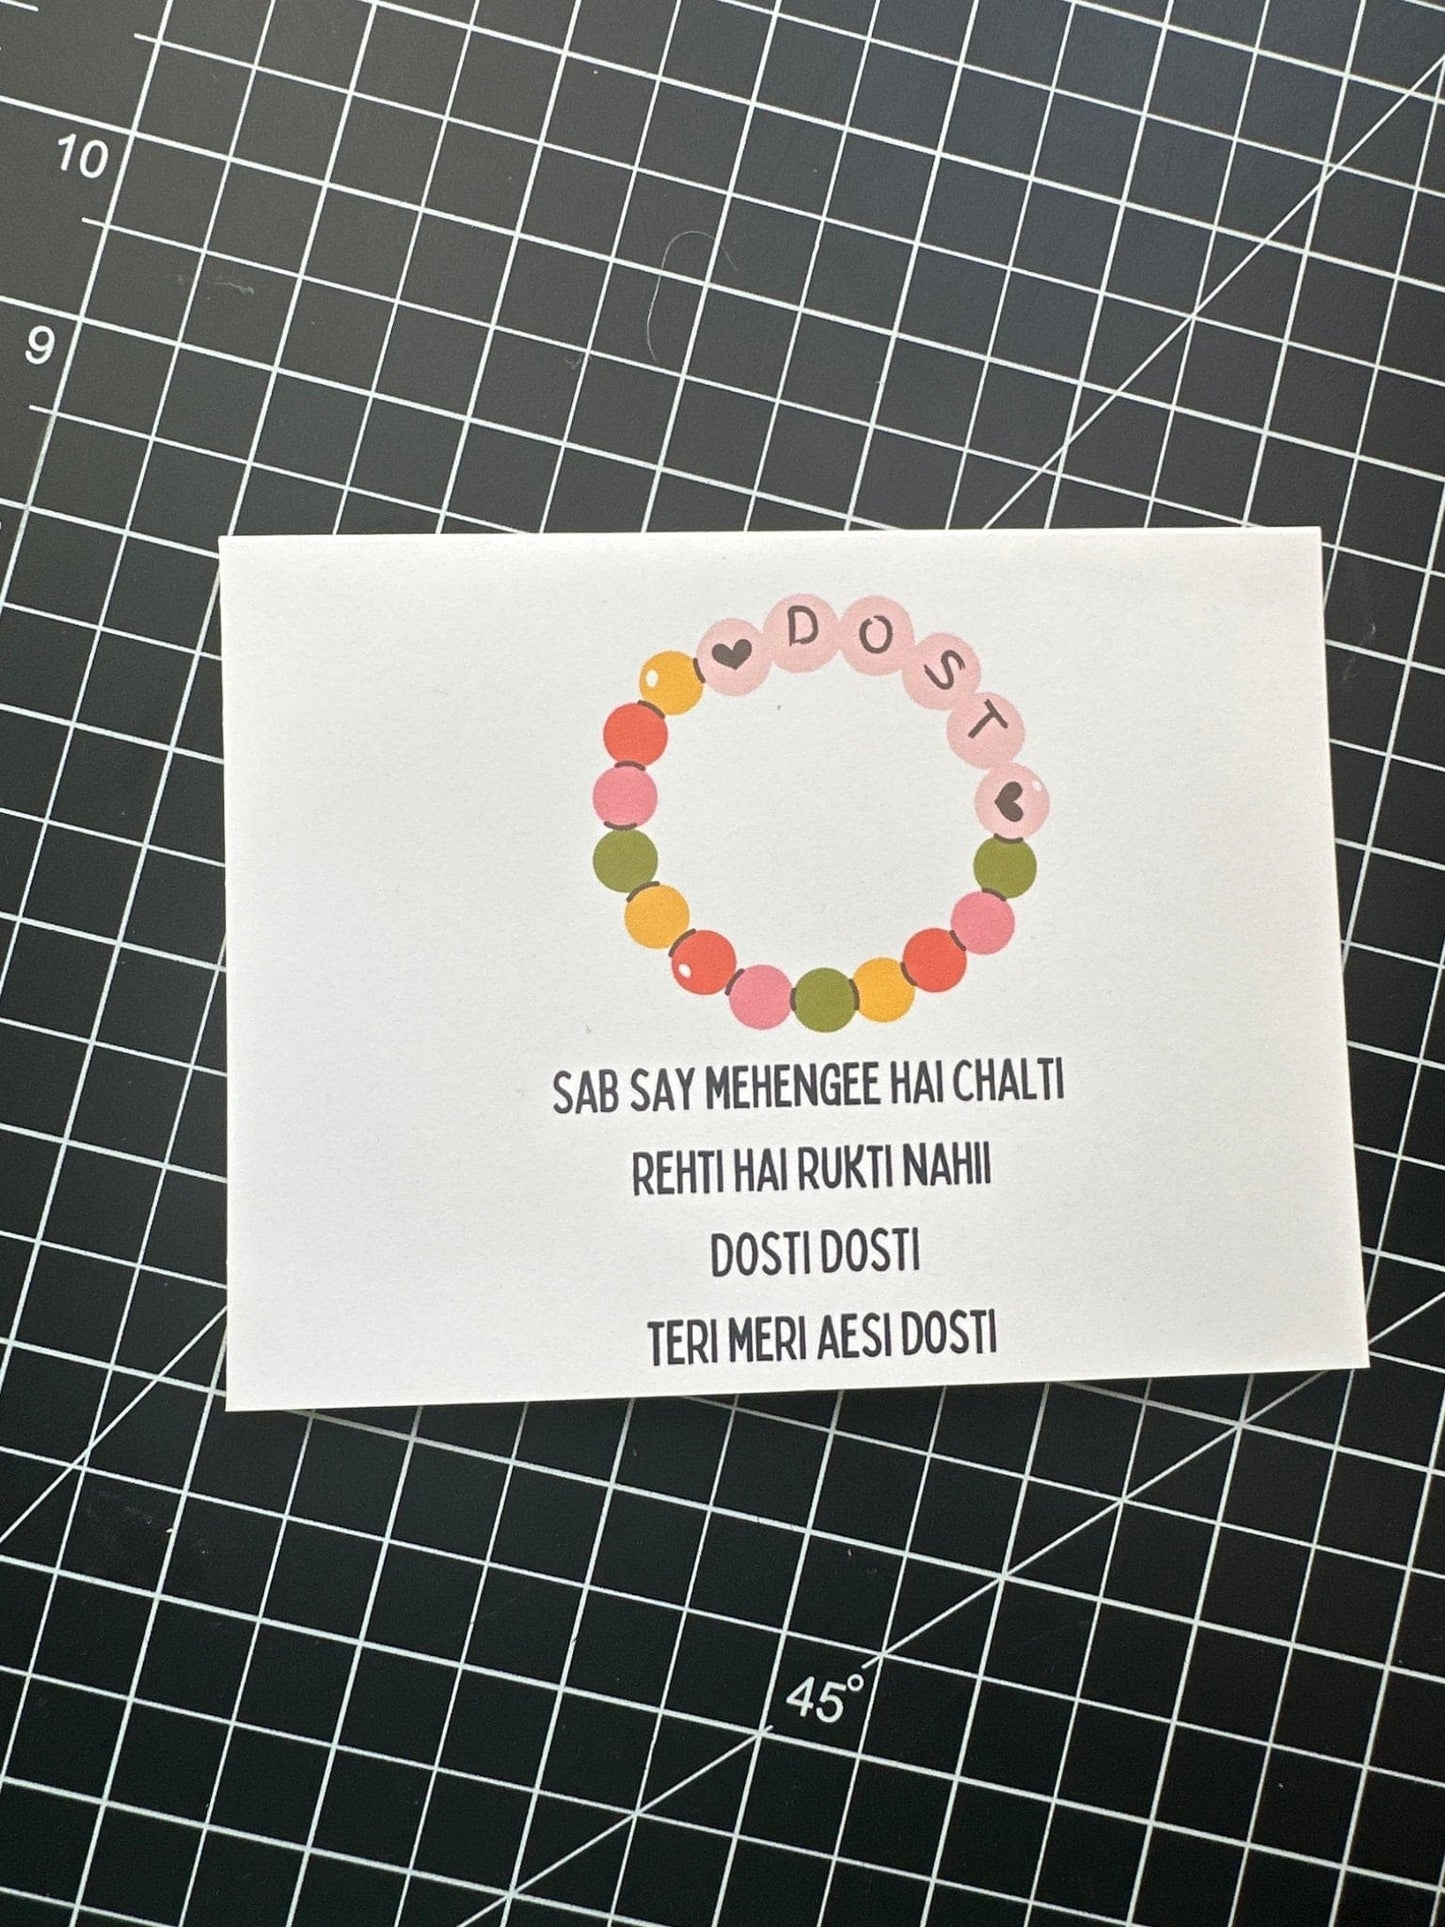 10
9
DOST
SAB SAY MEHENGEE HAI CHALTI
REHTI HAI RUKTI NAHII
DOSTI DOSTI
TERI MERI AESI DOSTI
45°